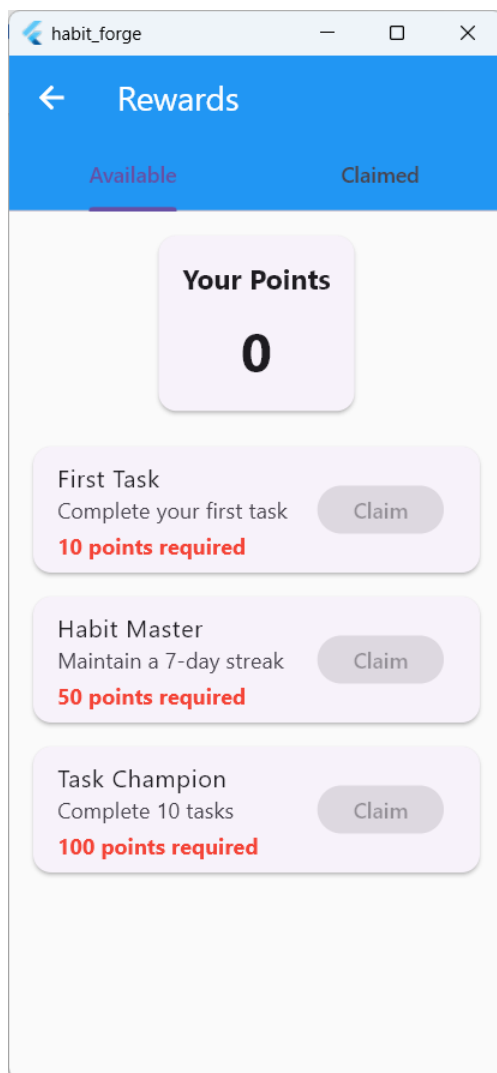 habit_forge
Rewards
Available Claimed
Your Points
0
First Task
Complete your first task
10 points required
Claim
Habit Master
Maintain a 7-day streak
50 points required
Claim
Task Champion
Complete 10 tasks
100 points required
Claim